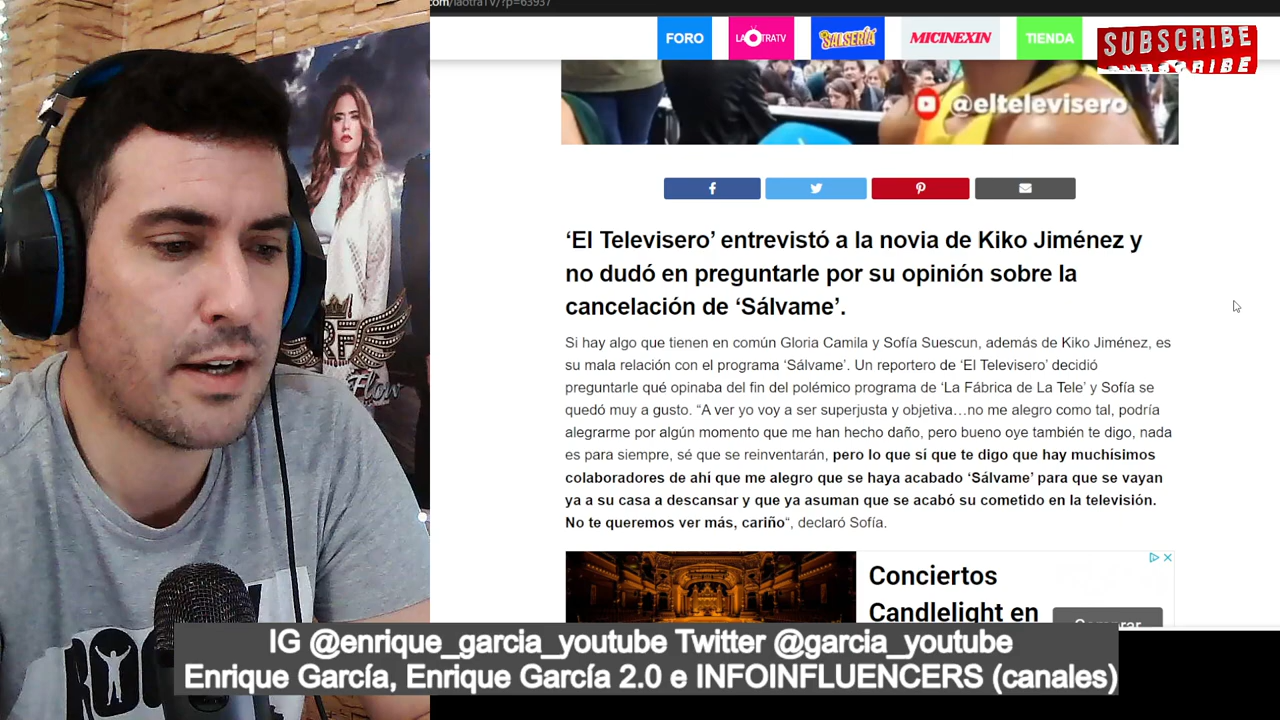 com/laotraTV/?p=63937
FORO
LAOTRATV
SALSERÍA
MICINEXIN
TIENDA
SUBSCRIBE
SUBSCRIBE
@eltelevisero
‘El Televisero’ entrevistó a la novia de Kiko Jiménez y
no dudó en preguntarle por su opinión sobre la
cancelación de ‘Sálvame’.
Si hay algo que tienen en común Gloria Camila y Sofía Suescun, además de Kiko Jiménez, es
su mala relación con el programa ‘Sálvame’. Un reportero de ‘El Televisero’ decidió
preguntarle qué opinaba del fin del polémico programa de ‘La Fábrica de La Tele’ y Sofía se
quedó muy a gusto. “A ver yo voy a ser superjusta y objetiva…no me alegro como tal, podría
alegrarme por algún momento que me han hecho daño, pero bueno oye también te digo, nada
es para siempre, sé que se reinventarán, pero lo que sí que te digo que hay muchísimos
colaboradores de ahí que me alegro que se haya acabado ‘Sálvame’ para que se vayan
ya a su casa a descansar y que ya asuman que se acabó su cometido en la televisión.
No te queremos ver más, cariño“, declaró Sofía.
Conciertos
Candlelight en
Comprar
RF
Flow
IG @enrique_garcia_youtube Twitter @garcia_youtube
Enrique García, Enrique García 2.0 e INFOINFLUENCERS (canales)